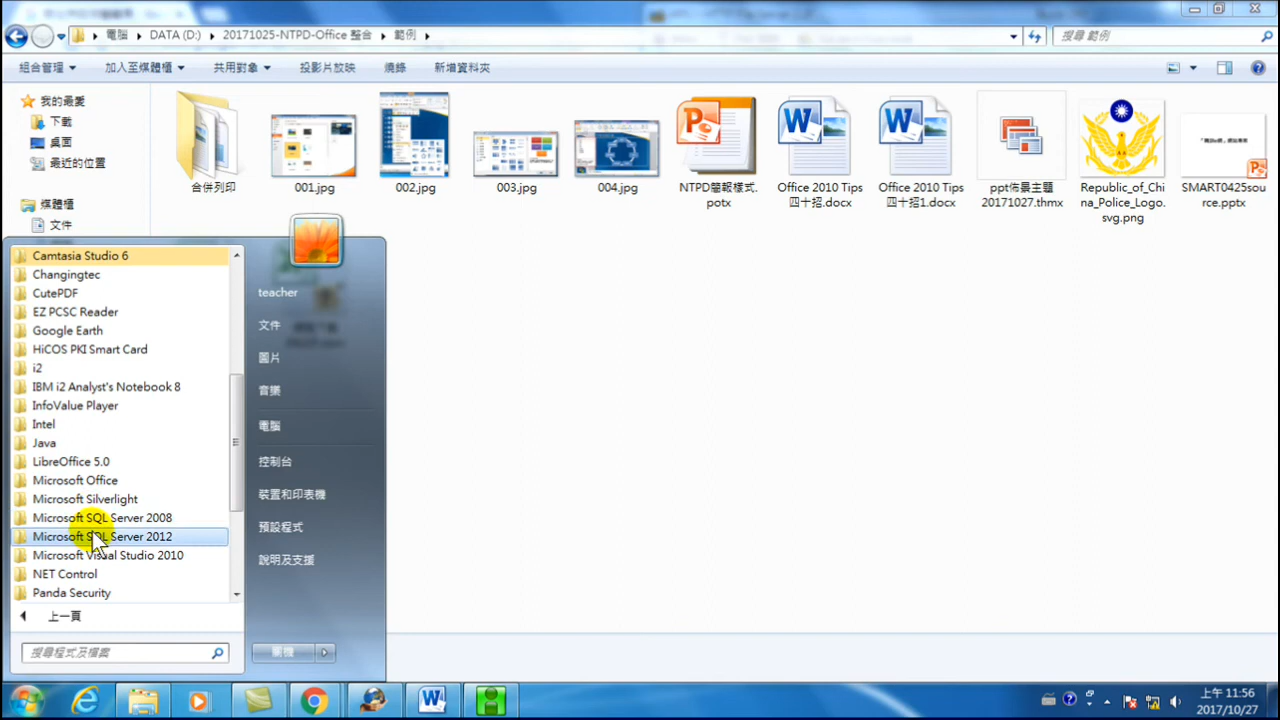 電腦 ▸ DATA (D:) ▸ 20171025-NTPD-Office 整合 ▸ 範例 ▸
搜尋 範例
組合管理 ▼ 加入至媒體櫃 ▼ 共用對象 ▼ 投影片放映 燒錄 新增資料夾
我的最愛
下載
桌面
最近的位置
媒體櫃
文件
合併列印
001.jpg
002.jpg
003.jpg
004.jpg
NTPD簡報樣式.
potx
Office 2010 Tips
四十招.docx
Office 2010 Tips
四十招1.docx
ppt佈景主題
20171027.thmx
Republic_of_Chi
na_Police_Logo.
svg.png
SMART0425so
urce.pptx
Camtasia Studio 6
Changingtec
CutePDF
EZ PCSC Reader
Google Earth
HiCOS PKI Smart Card
i2
IBM i2 Analyst's Notebook 8
InfoValue Player
Intel
Java
LibreOffice 5.0
Microsoft Office
Microsoft Silverlight
Microsoft SQL Server 2008
Microsoft SQL Server 2012
Microsoft Visual Studio 2010
NET Control
Panda Security
上一頁
搜尋程式及檔案
teacher
文件
圖片
音樂
電腦
控制台
裝置和印表機
預設程式
說明及支援
關機
上午 11:56
2017/10/27